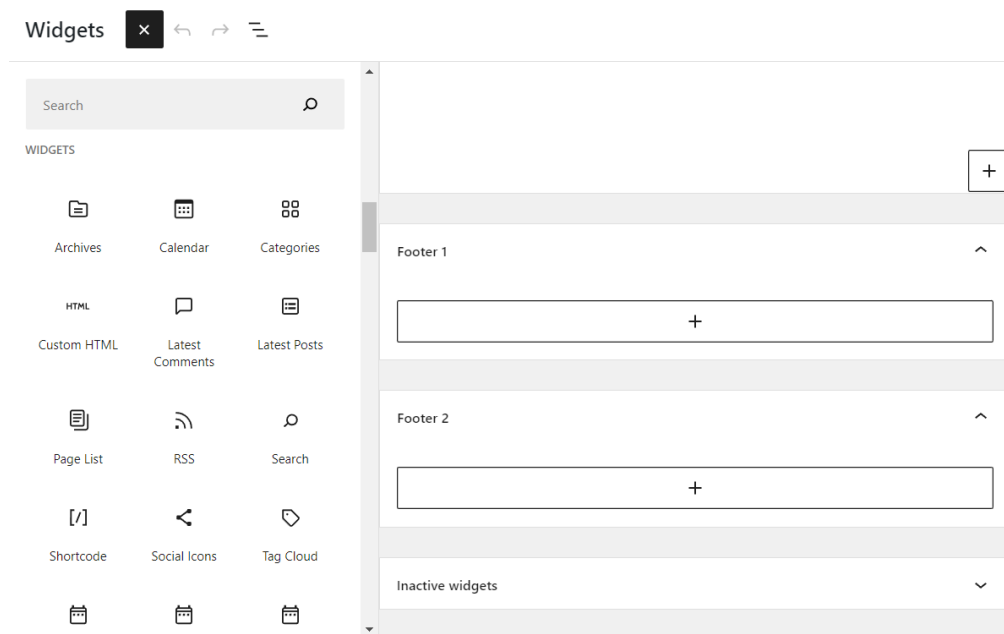 Widgets
Search
WIDGETS
Archives
Calendar
Categories
HTML
Custom HTML
Latest
Comments
Latest Posts
Page List
RSS
Search
[/]
Shortcode
Social Icons
Tag Cloud
Footer 1
Footer 2
Inactive widgets